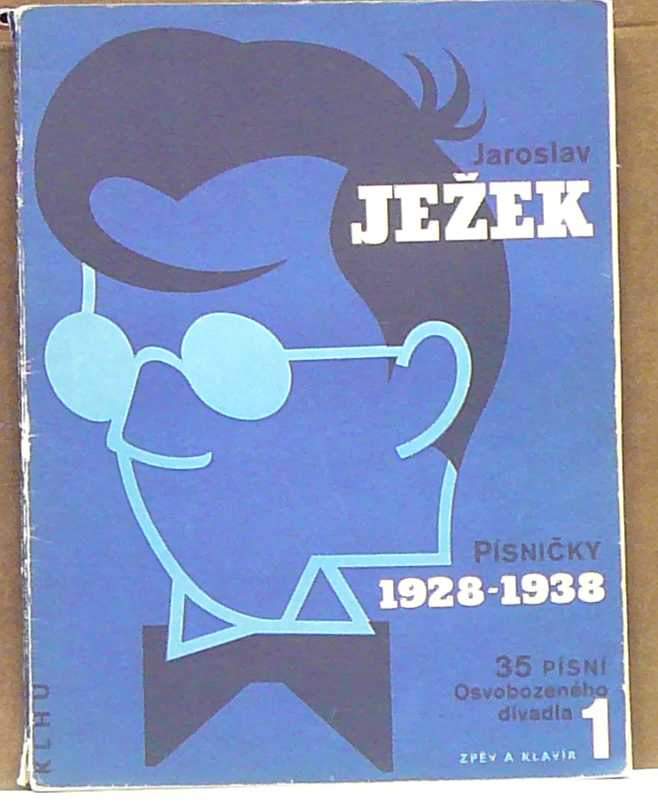 Jaroslav
JEŽEK
PÍSNIČKY
1928-1938
35 PÍSNÍ
Osvobozeného
divadla 1
ZPĚV A KLAVÍR
KLHU